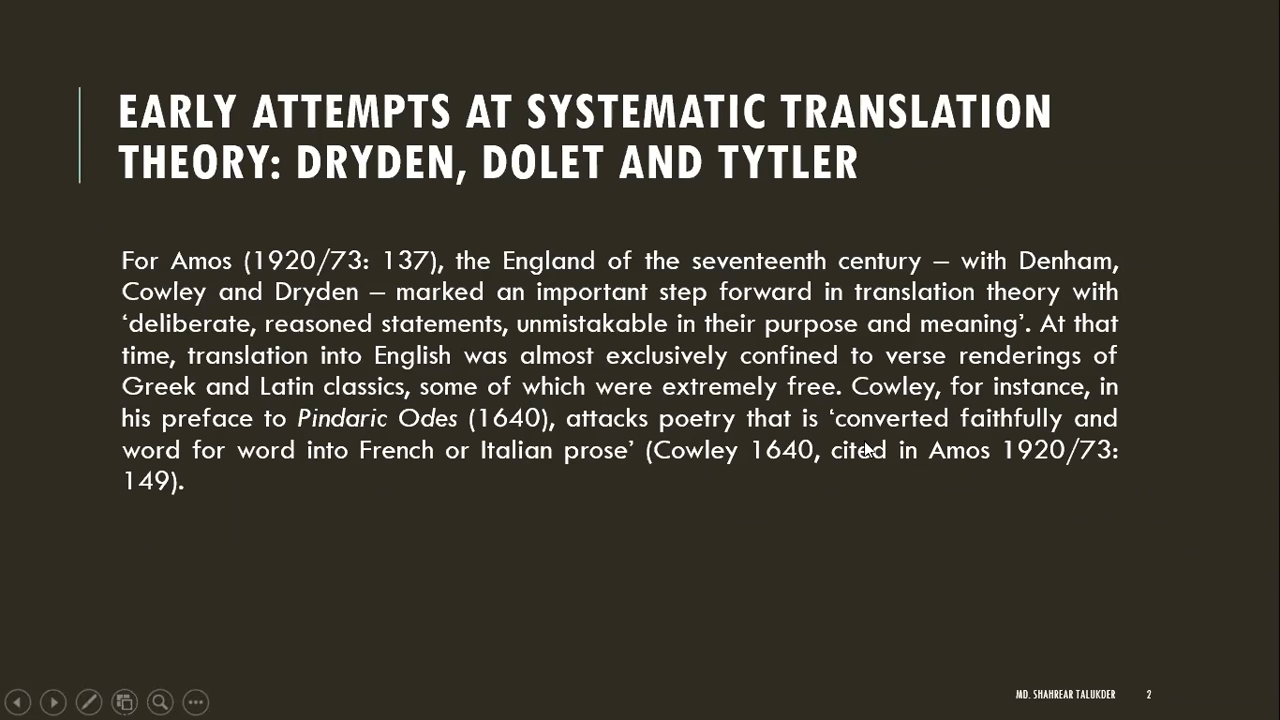 EARLY ATTEMPTS AT SYSTEMATIC TRANSLATION
THEORY: DRYDEN, DOLET AND TYTLER
For Amos (1920/73: 137), the England of the seventeenth century – with Denham,
Cowley and Dryden – marked an important step forward in translation theory with
‘deliberate, reasoned statements, unmistakable in their purpose and meaning’. At that
time, translation into English was almost exclusively confined to verse renderings of
Greek and Latin classics, some of which were extremely free. Cowley, for instance, in
his preface to Pindaric Odes (1640), attacks poetry that is ‘converted faithfully and
word for word into French or Italian prose’ (Cowley 1640, cited in Amos 1920/73:
149).
MD. SHAHREAR TALUKDER 2